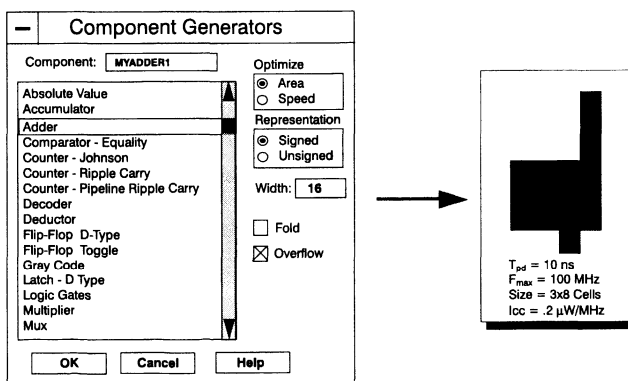 Component Generators
Component: MYADDER1
Absolute Value
Accumulator
Adder
Comparator - Equality
Counter - Johnson
Counter - Ripple Carry
Counter - Pipeline Ripple Carry
Decoder
Deductor
Flip-Flop D-Type
Flip-Flop Toggle
Gray Code
Latch - D Type
Logic Gates
Multiplier
Mux
Optimize
Area
Speed
Representation
Signed
Unsigned
Width: 16
Fold
Overflow
OK Cancel Help
Tpd = 10 ns
Fmax = 100 MHz
Size = 3x8 Cells
Icc = .2 µW/MHz